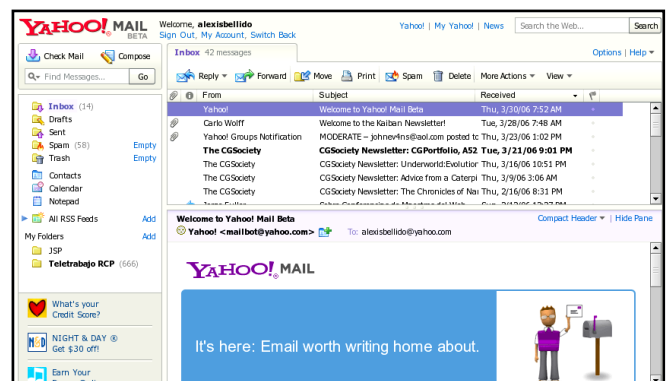 YAHOO! MAIL
BETA
Welcome, alexisbellido
Sign Out, My Account, Switch Back
Yahoo! | My Yahoo! | News
Search the Web...
Search
Check Mail
Compose
Find Messages...
Go
Inbox 42 messages
Options | Help
Reply
Forward
Move
Print
Spam
Delete
More Actions
View
From Subject Received
Yahoo! Welcome to Yahoo! Mail Beta Thu, 3/30/06 7:52 AM
Carlo Wolff Welcome to the Kaiban Newsletter! Tue, 3/28/06 7:48 AM
Yahoo! Groups Notification MODERATE – johnev4ns@aol.com posted to Thu, 3/23/06 1:02 PM
The CGSociety CGSociety Newsletter: CGPortfolio, A52 Tue, 3/21/06 9:01 PM
The CGSociety CGSociety Newsletter: Underworld:Evolution Thu, 3/16/06 10:51 PM
The CGSociety CGSociety Newsletter: Advice from a Caterpi Thu, 3/9/06 3:06 AM
The CGSociety CGSociety Newsletter: The Chronicles of Nar Thu, 2/16/06 8:31 PM
Inbox (14)
Drafts
Sent
Spam (58) Empty
Trash Empty
Contacts
Calendar
Notepad
All RSS Feeds Add
My Folders Add
JSP
Teletrabajo RCP (666)
What's your
Credit Score?
N&D NIGHT & DAY ®
Get $30 off!
Earn Your
Welcome to Yahoo! Mail Beta
Compact Header | Hide Pane
Yahoo! <mailbot@yahoo.com>
To: alexisbellido@yahoo.com
YAHOO! MAIL
It's here: Email worth writing home about.